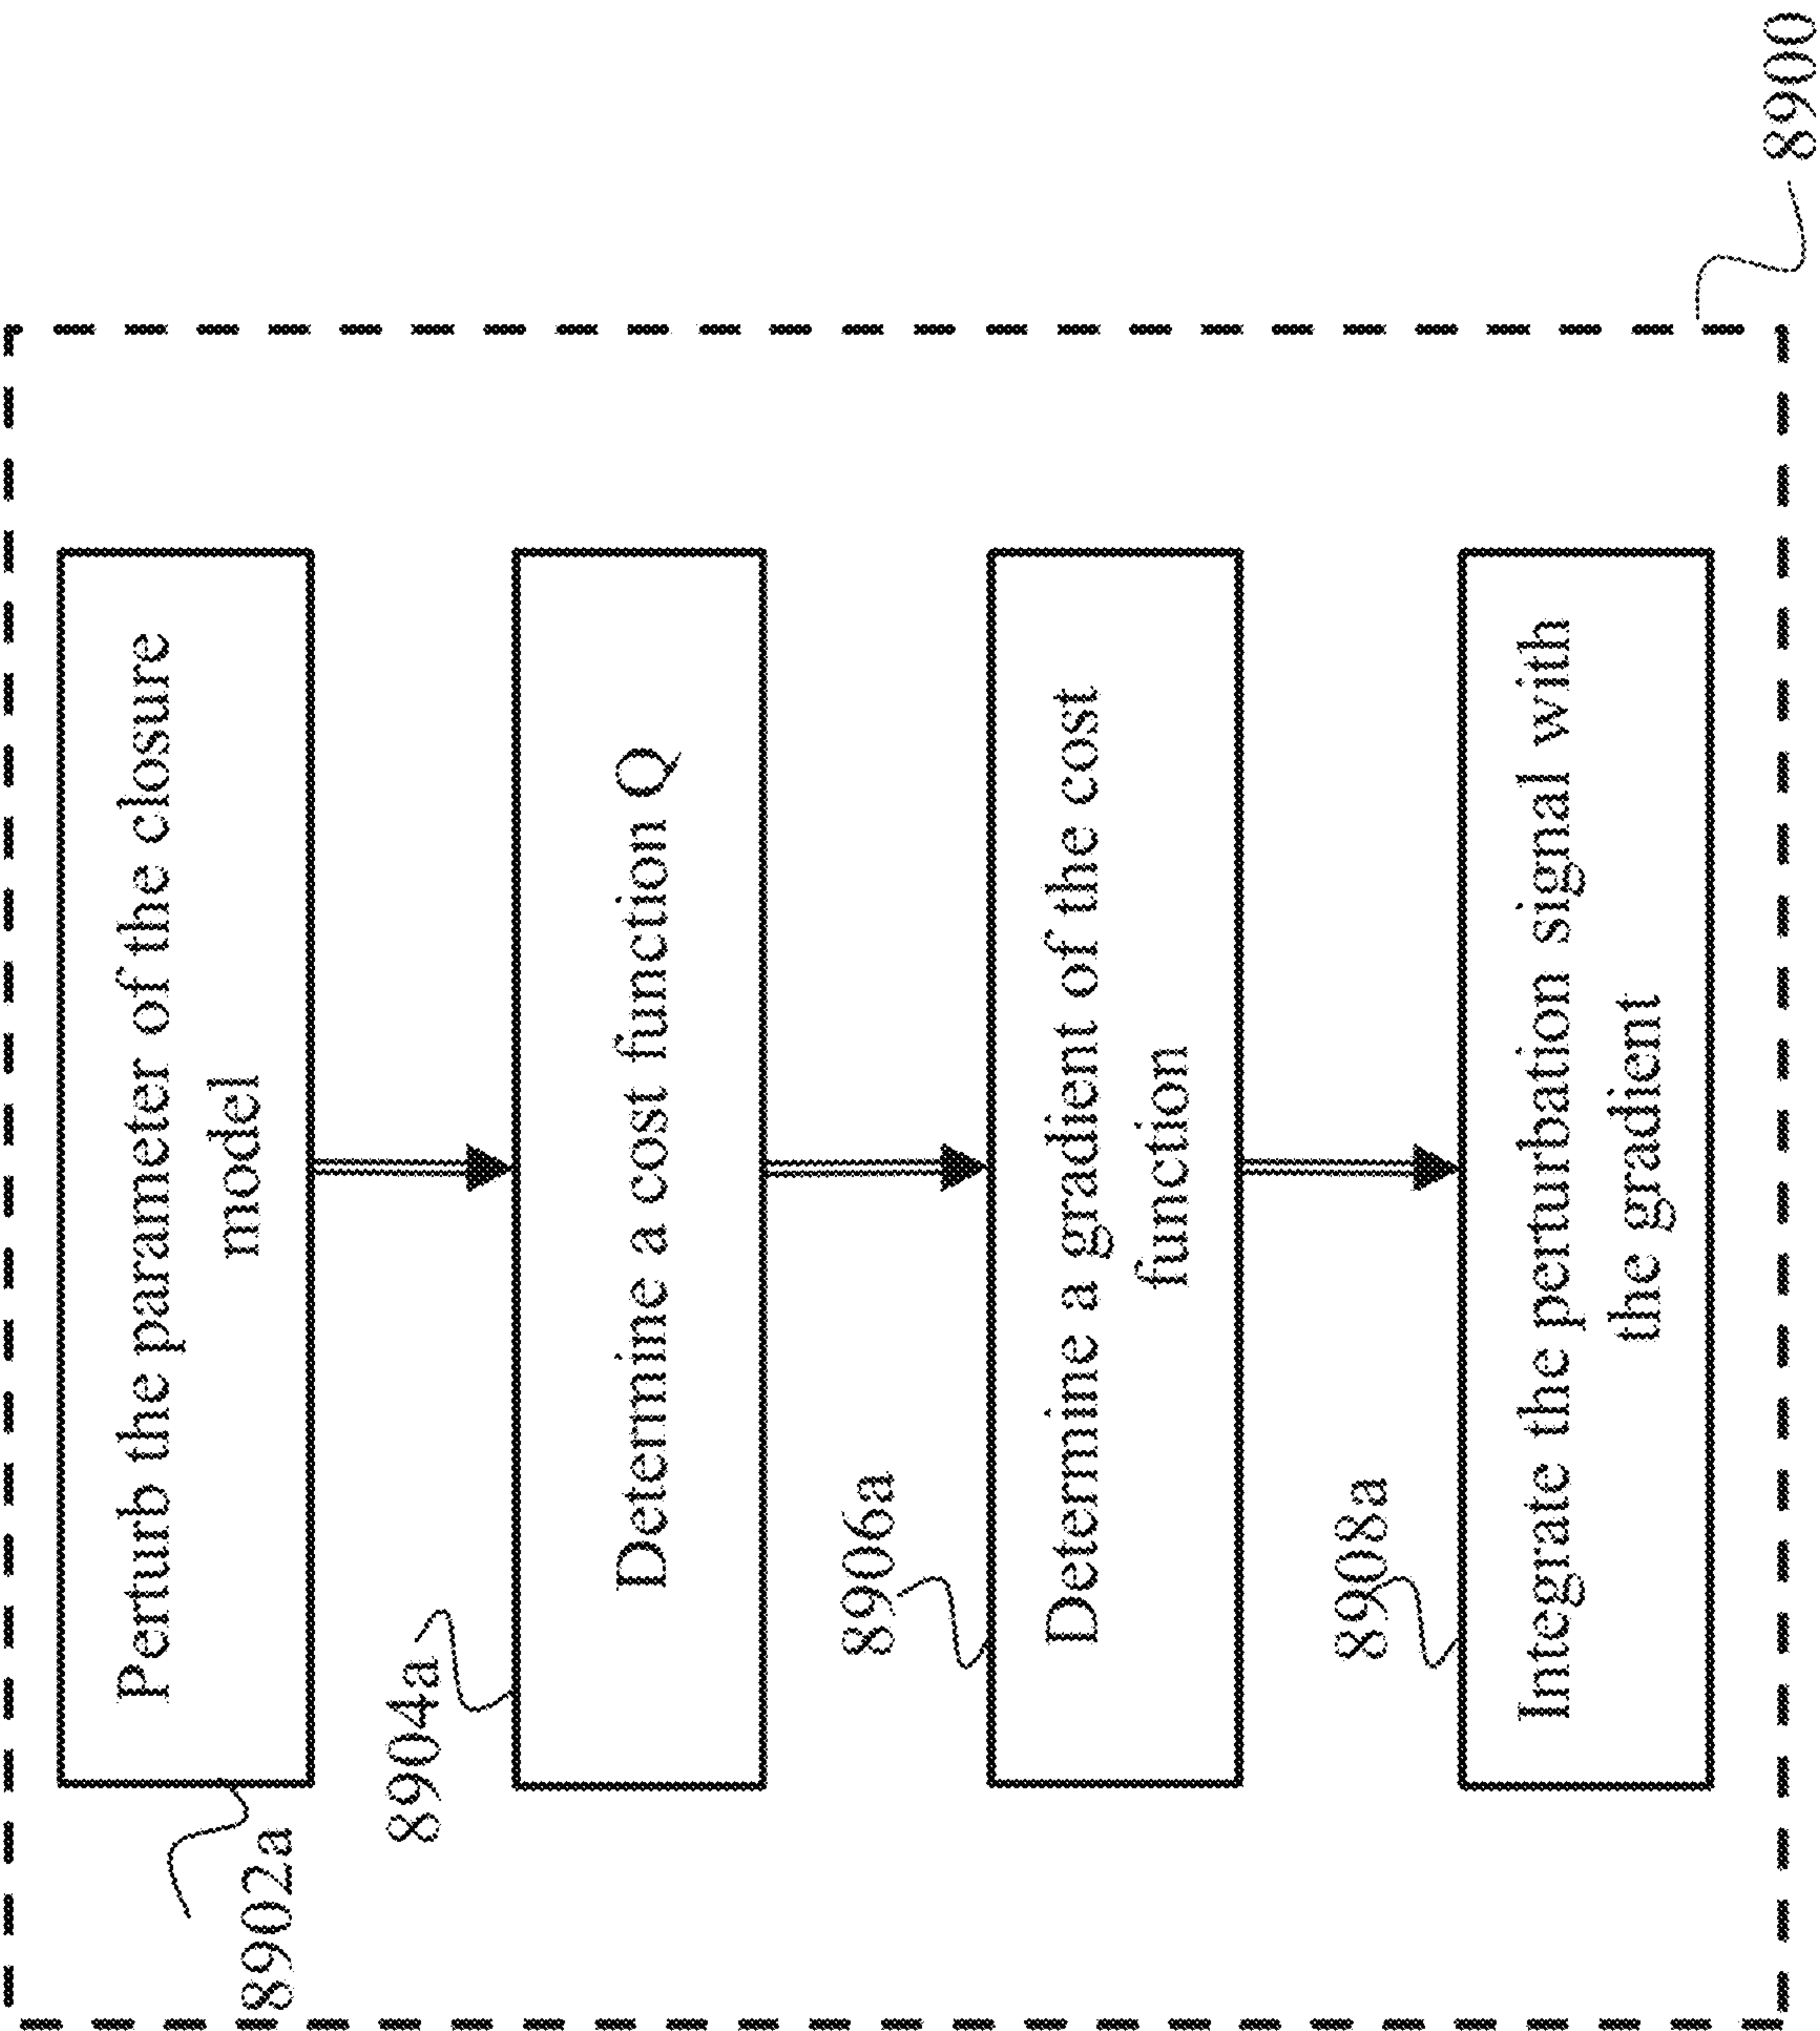 8902a
Perturb the parameter of the closure
model
8904a
Determine a cost function Q
8906a
Determine a gradient of the cost
function
8908a
Integrate the perturbation signal with
the gradient
8900